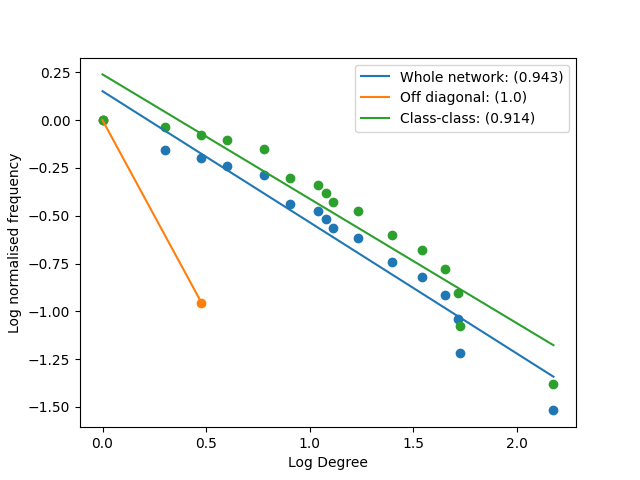 Whole network: (0.943)
Off diagonal: (1.0)
Class-class: (0.914)
Log normalised frequency
0.25
0.00
−0.25
−0.50
−0.75
−1.00
−1.25
−1.50
0.0 0.5 1.0 1.5 2.0
Log Degree